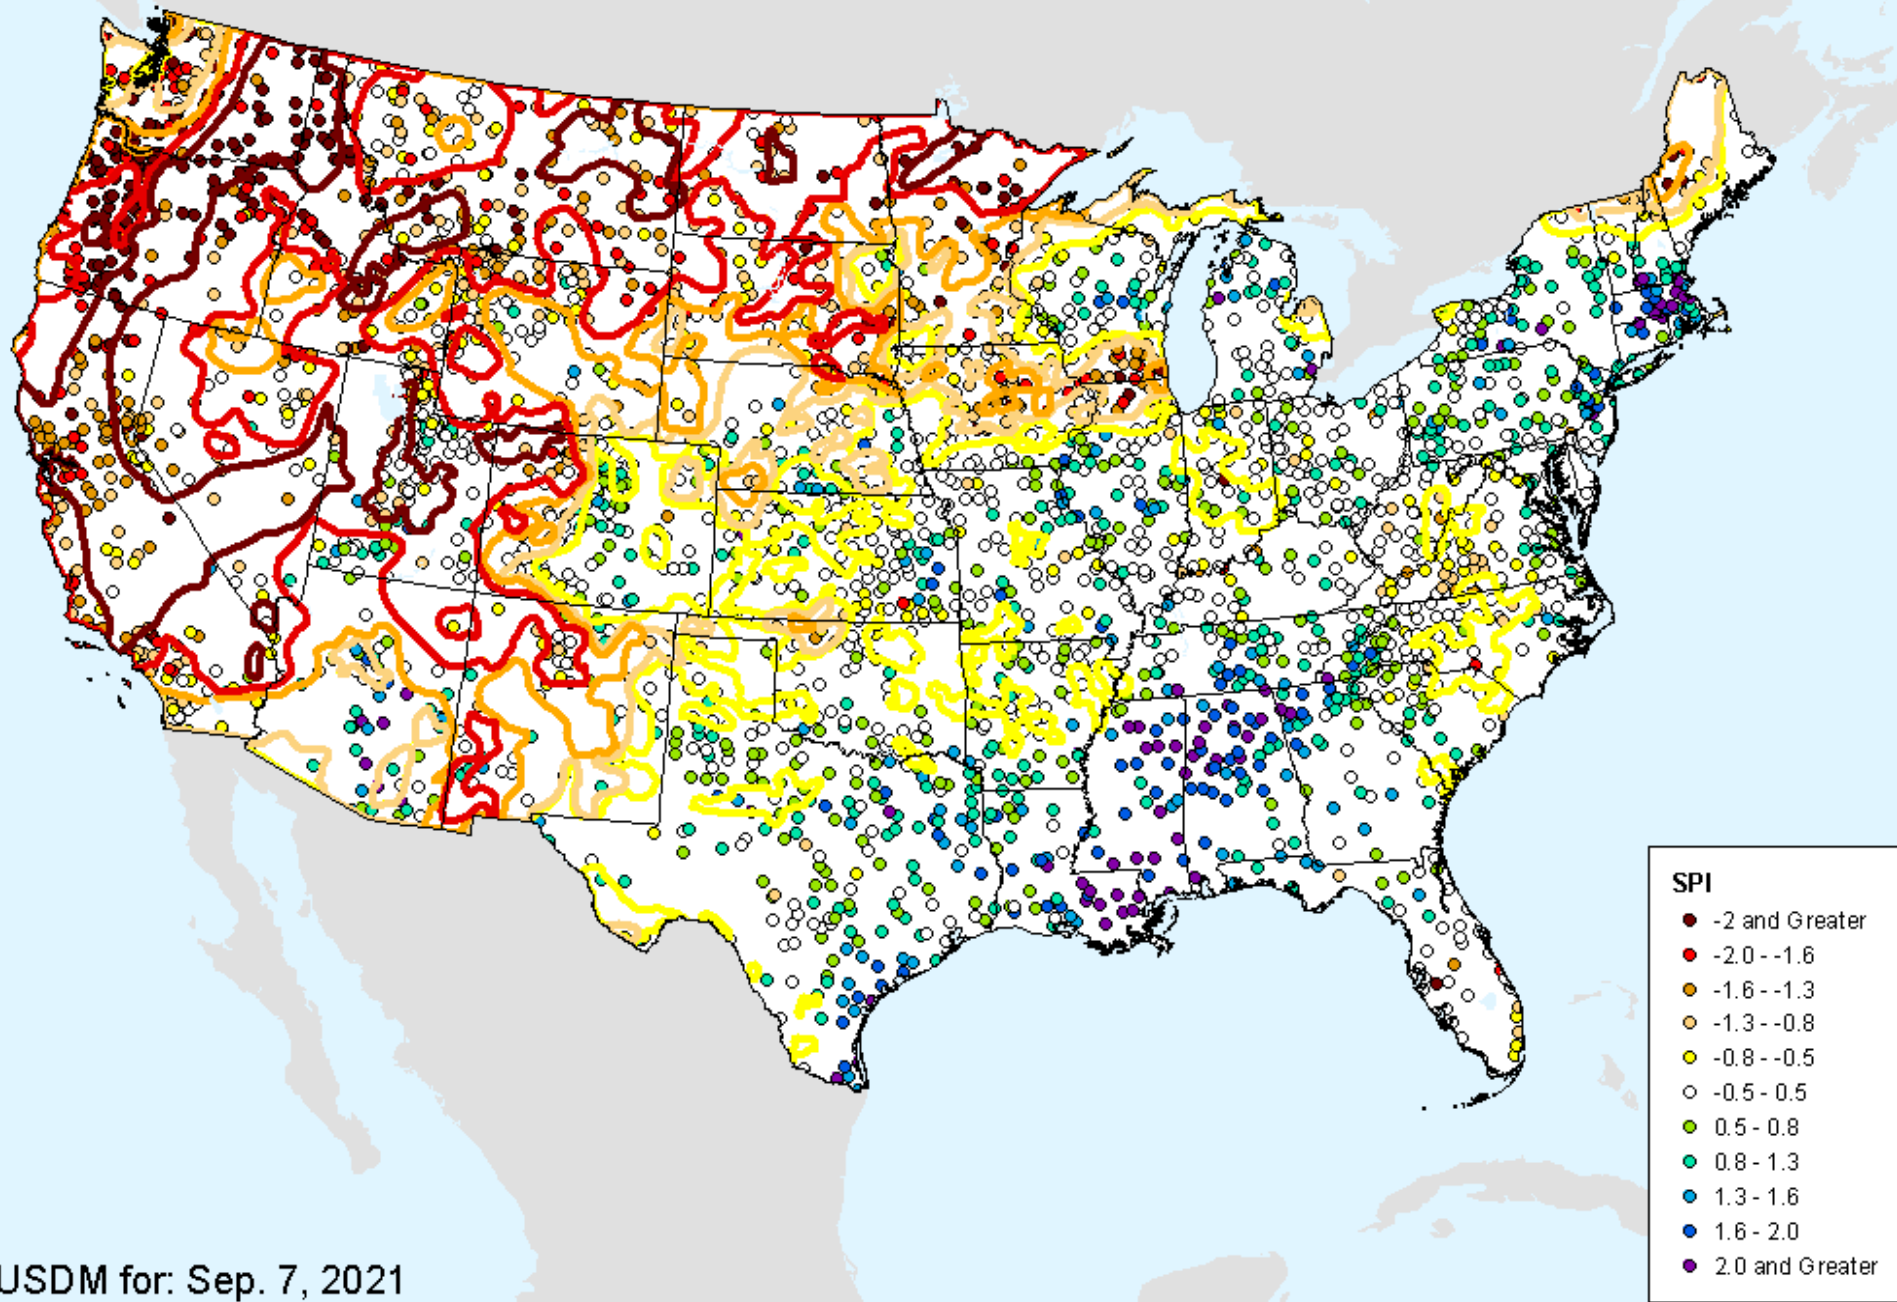 SPI
-2 and Greater
-2.0 - -1.6
-1.6 - -1.3
-1.3 - -0.8
-0.8 - -0.5
-0.5 - 0.5
0.5 - 0.8
0.8 - 1.3
1.3 - 1.6
1.6 - 2.0
2.0 and Greater
USDM for: Sep. 7, 2021